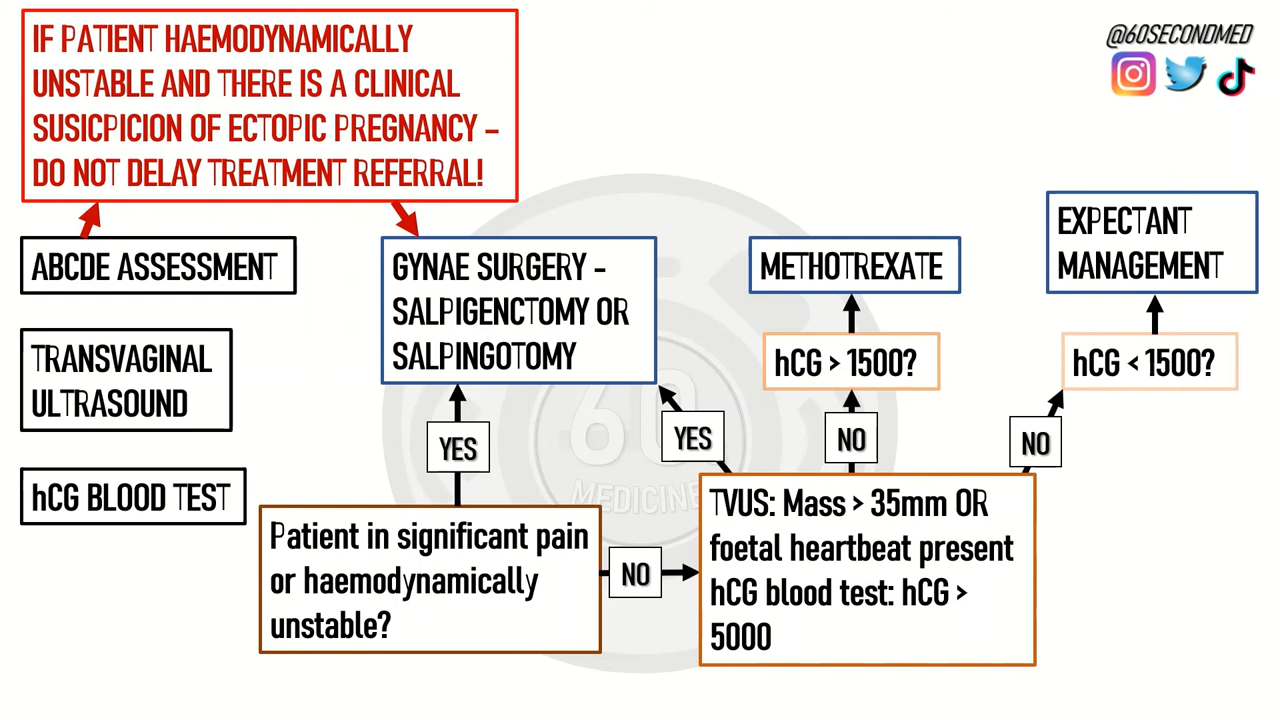 IF PATIENT HAEMODYNAMICALLY
UNSTABLE AND THERE IS A CLINICAL
SUSICPICION OF ECTOPIC PREGNANCY –
DO NOT DELAY TREATMENT REFERRAL!
@60SECONDMED
ABCDE ASSESSMENT
TRANSVAGINAL
ULTRASOUND
hCG BLOOD TEST
GYNAE SURGERY –
SALPIGENCTOMY OR
SALPINGOTOMY
METHOTREXATE
EXPECTANT
MANAGEMENT
hCG > 1500?
hCG < 1500?
YES
YES
NO
NO
Patient in significant pain
or haemodynamically
unstable?
NO
TVUS: Mass > 35mm OR
foetal heartbeat present
hCG blood test: hCG >
5000
60
MEDICINE